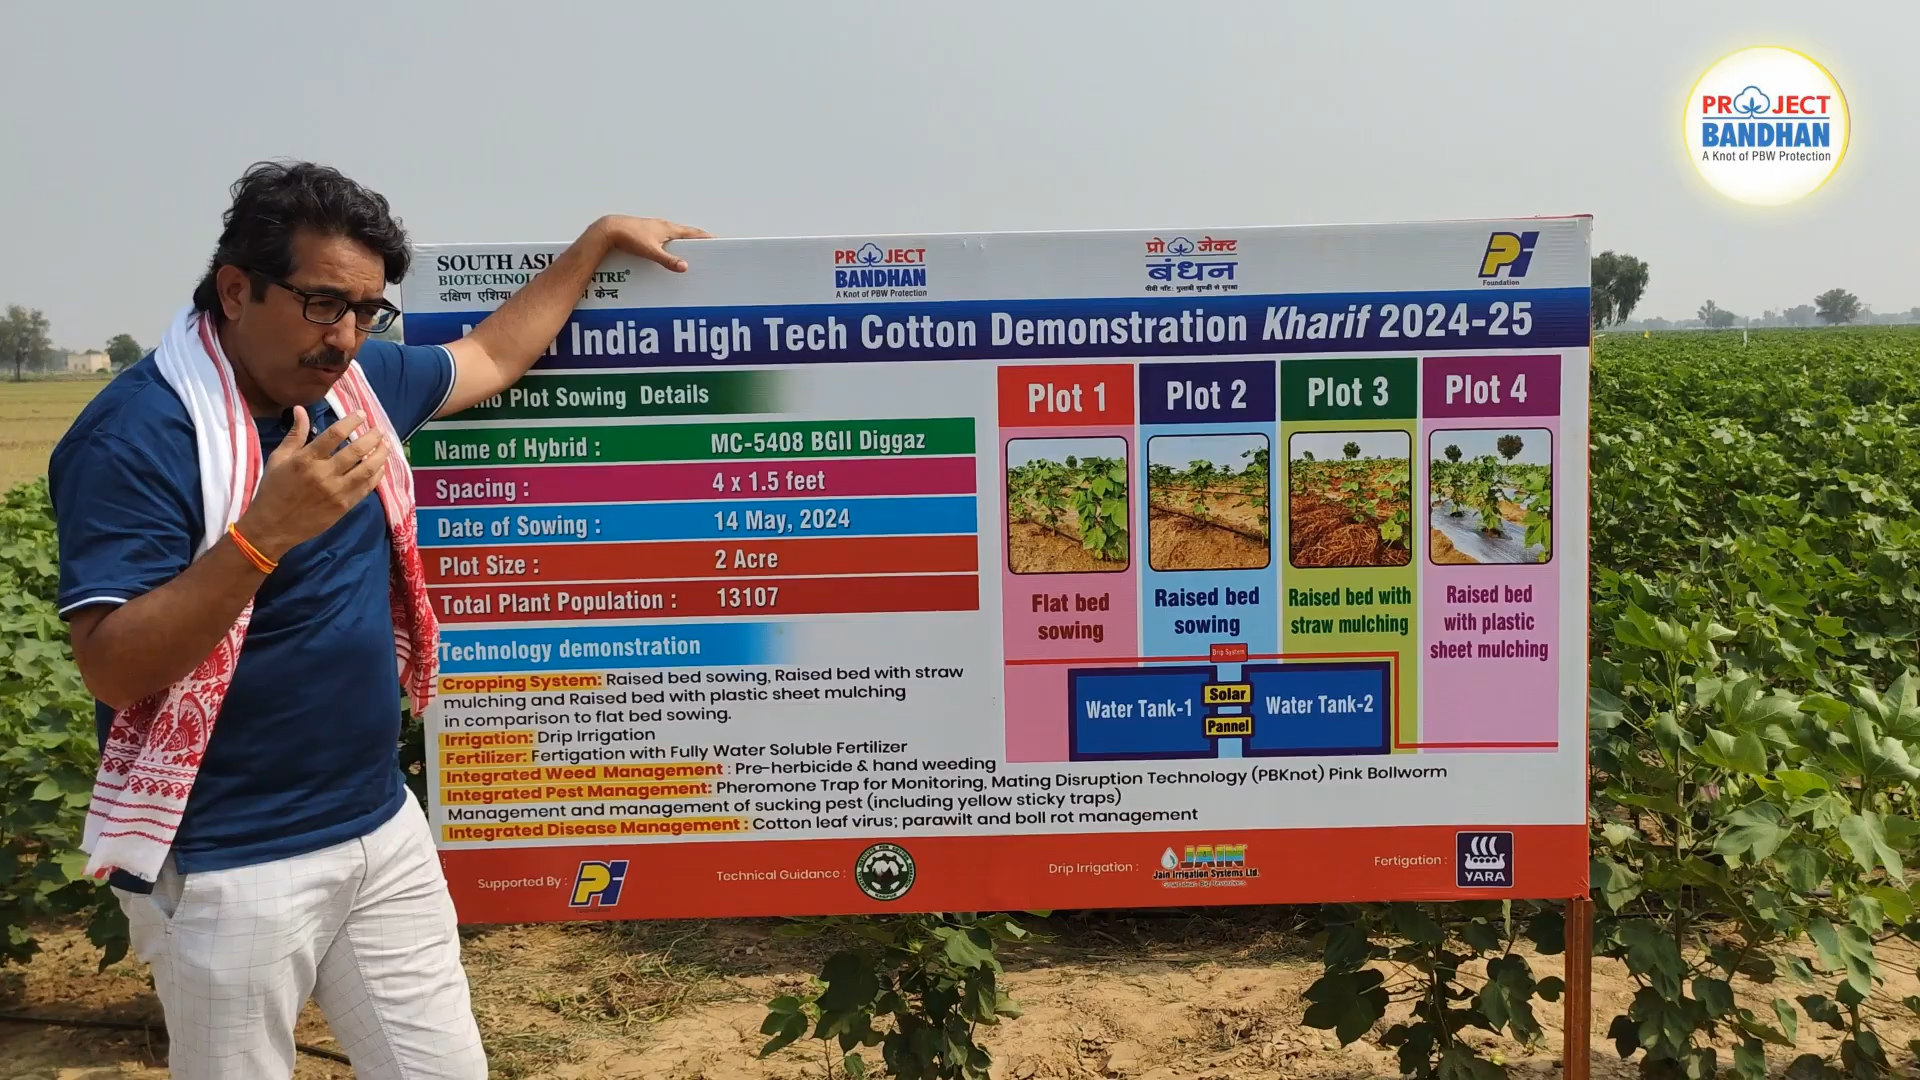 PROJECT
BANDHAN
A Knot of PBW Protection
SOUTH ASI
BIOTECHNOLO NTRE®
दक्षिण एशिया का केन्द्र
PROJECT
BANDHAN
A Knot of PBW Protection
प्रोजेक्ट
बंधन
पीबी नॉट: गुलाबी सुण्डी से सुरक्षा
PI
Foundation
India High Tech Cotton Demonstration Kharif 2024-25
Plot Sowing Details
Name of Hybrid : MC-5408 BGII Diggaz
Spacing : 4 x 1.5 feet
Date of Sowing : 14 May, 2024
Plot Size : 2 Acre
Total Plant Population : 13107
Technology demonstration
Cropping System: Raised bed sowing, Raised bed with straw
mulching and Raised bed with plastic sheet mulching
in comparison to flat bed sowing.
Irrigation: Drip Irrigation
Fertilizer: Fertigation with Fully Water Soluble Fertilizer
Integrated Weed Management : Pre-herbicide & hand weeding
Integrated Pest Management: Pheromone Trap for Monitoring, Mating Disruption Technology (PBKnot) Pink Bollworm
Management and management of sucking pest (including yellow sticky traps)
Integrated Disease Management : Cotton leaf virus; parawilt and boll rot management
Plot 1
Plot 2
Plot 3
Plot 4
Flat bed
sowing
Raised bed
sowing
Raised bed with
straw mulching
Raised bed
with plastic
sheet mulching
Drip System
Water Tank-1
Solar
Pannel
Water Tank-2
Supported By :
PI
Foundation
Technical Guidance :
Drip Irrigation :
JAIN
Jain Irrigation Systems Ltd.
Fertigation :
YARA